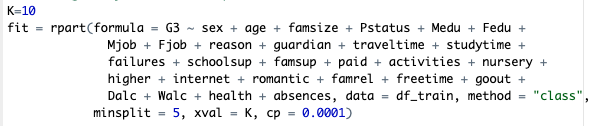 K=10
fit = rpart(formula = G3 ~ sex + age + famsize + Pstatus + Medu + Fedu +
Mjob + Fjob + reason + guardian + traveltime + studytime +
failures + schoolsup + famsup + paid + activities + nursery +
higher + internet + romantic + famrel + freetime + goout +
Dalc + Walc + health + absences, data = df_train, method = "class",
minsplit = 5, xval = K, cp = 0.0001)